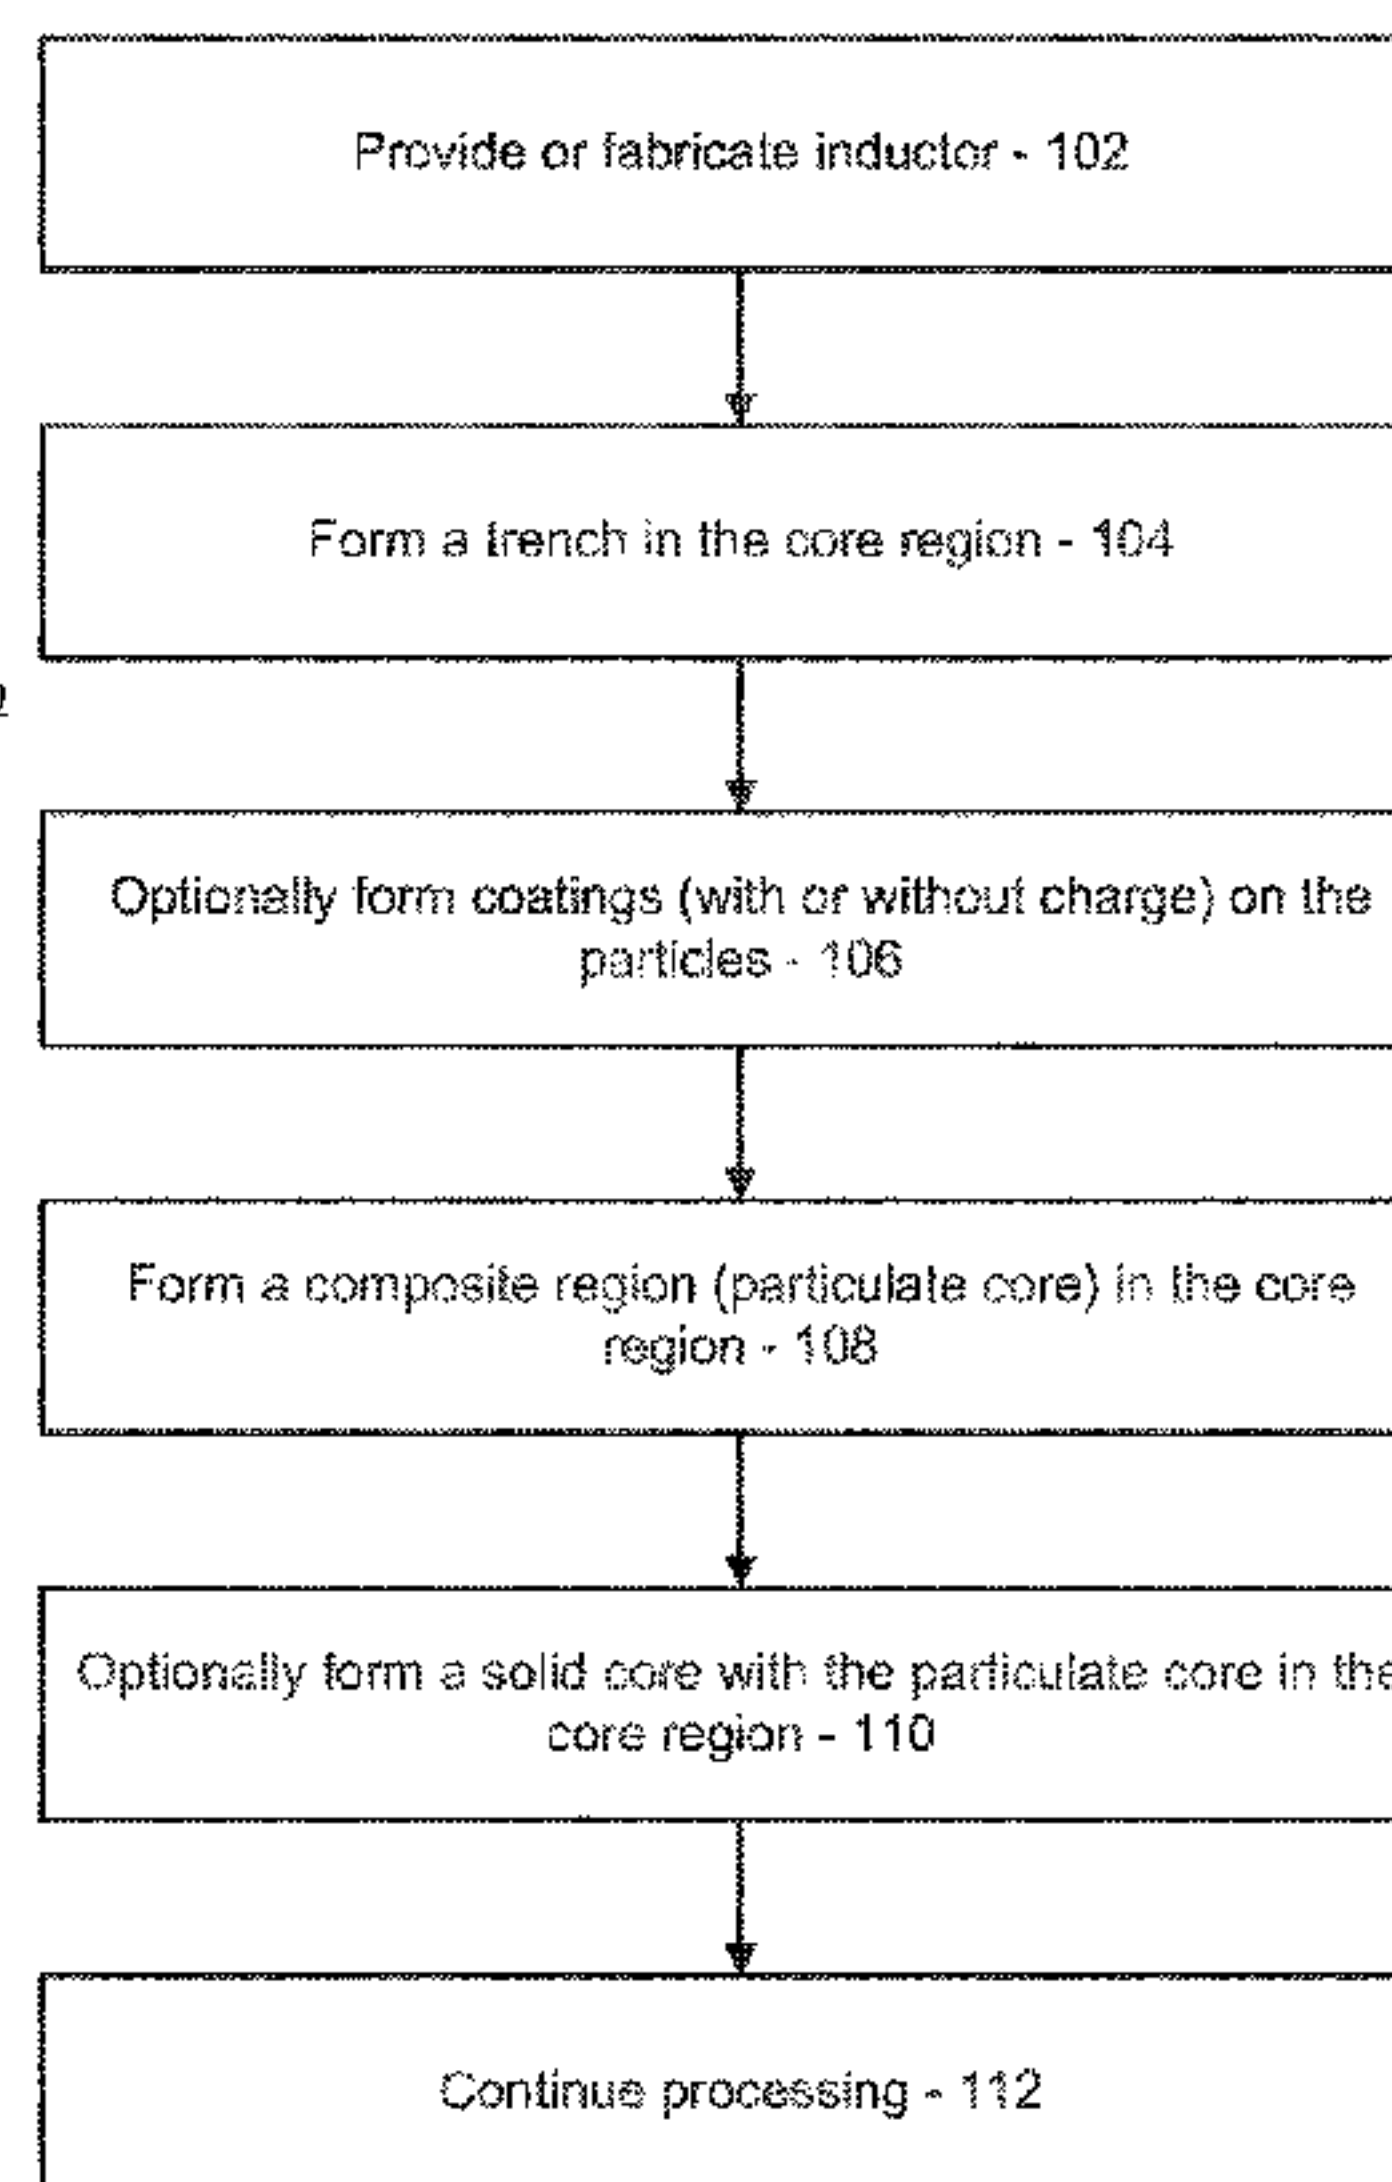 Provide or fabricate inductor - 102
Form a trench in the core region - 104
Optionally form coatings (with or without charge) on the
particles - 106
Form a composite region (particulate core) in the core
region - 108
Optionally form a solid core with the particulate core in the
core region - 110
Continue processing - 112